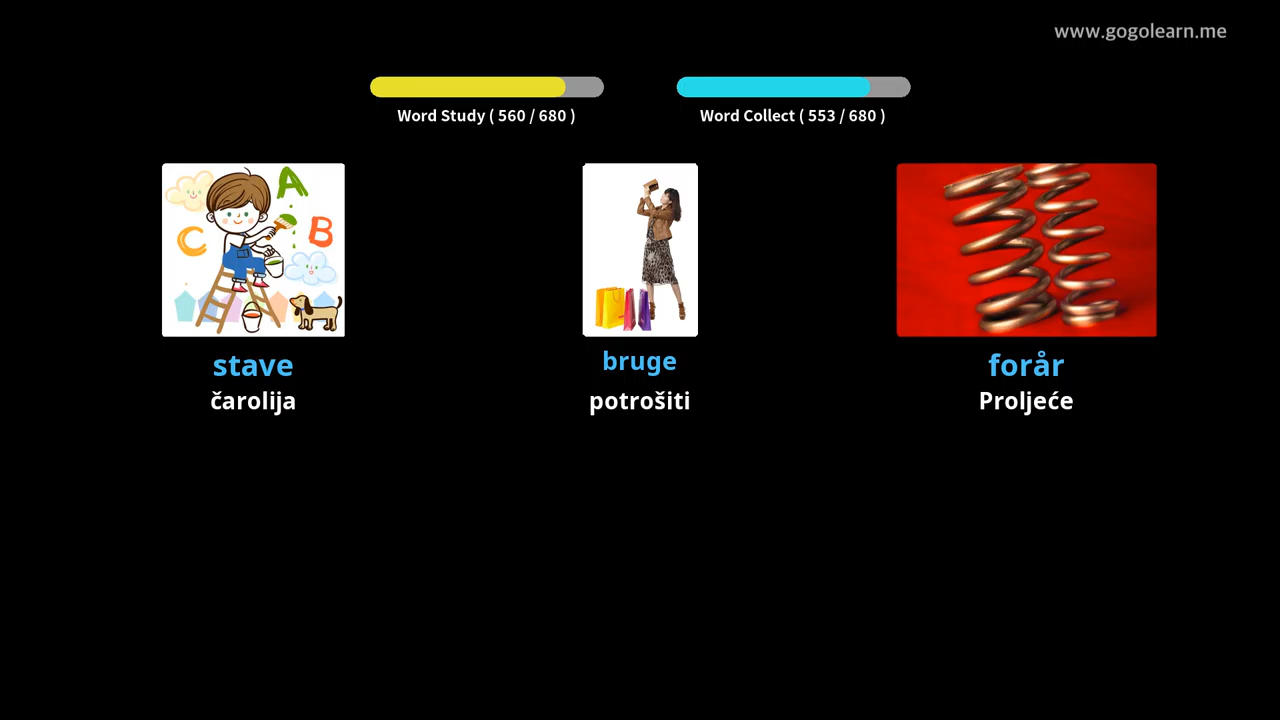 www.gogolearn.me
Word Study ( 560 / 680 )
Word Collect ( 553 / 680 )
A
B
C
stave
čarolija
bruge
potrošiti
forår
Proljeće